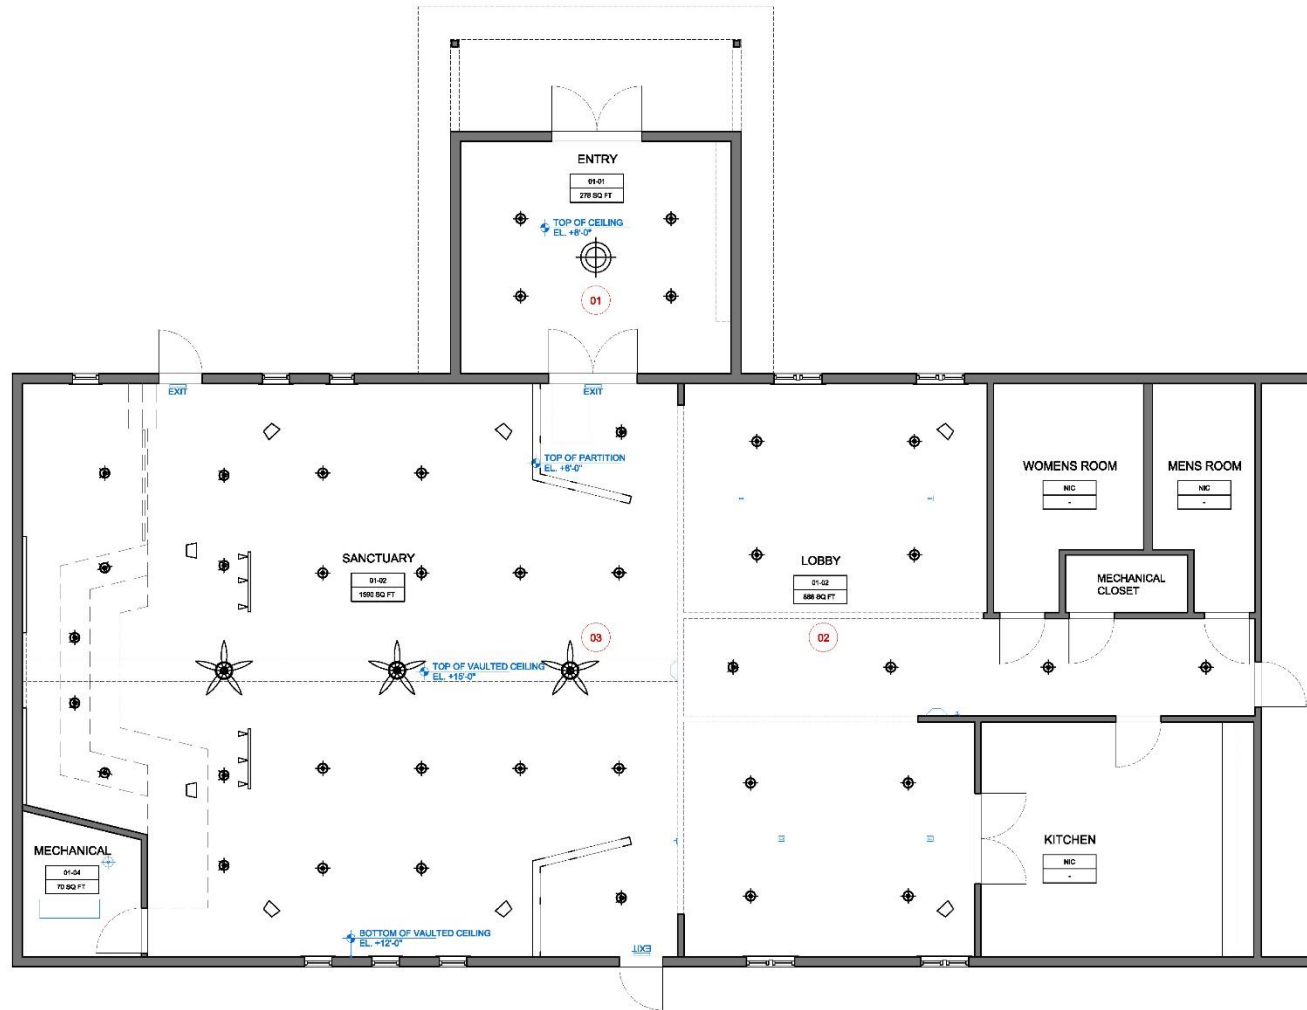 ENTRY
01-01
278 SQ FT
TOP OF CEILING
EL. +8'-0"
01
EXIT
EXIT
TOP OF PARTITION
EL. +8'-0"
WOMENS ROOM
NIC
-
MENS ROOM
NIC
-
SANCTUARY
01-02
1590 SQ FT
LOBBY
01-02
588 SQ FT
MECHANICAL
CLOSET
03
02
TOP OF VAULTED CEILING
EL. +15'-0"
MECHANICAL
01-04
70 SQ FT
KITCHEN
NIC
-
BOTTOM OF VAULTED CEILING
EL. +12'-0"
EXIT